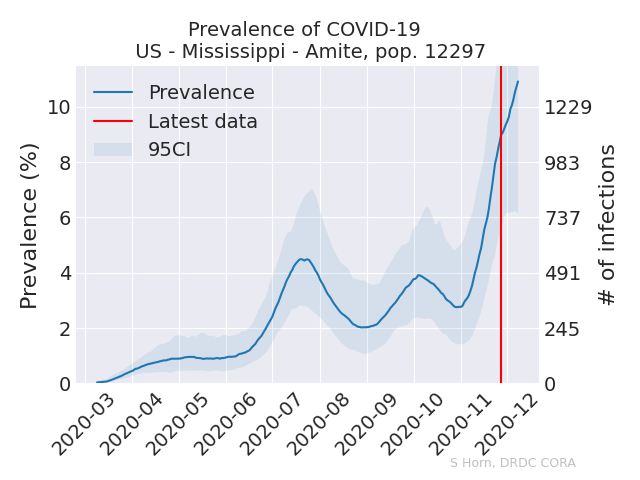 Prevalence of COVID-19
US - Mississippi - Amite, pop. 12297
Prevalence
Latest data
95CI
Prevalence (%)
10
8
6
4
2
0
1229
983
737
491
245
0
# of infections
2020-03
2020-04
2020-05
2020-06
2020-07
2020-08
2020-09
2020-10
2020-11
2020-12
S Horn, DRDC CORA